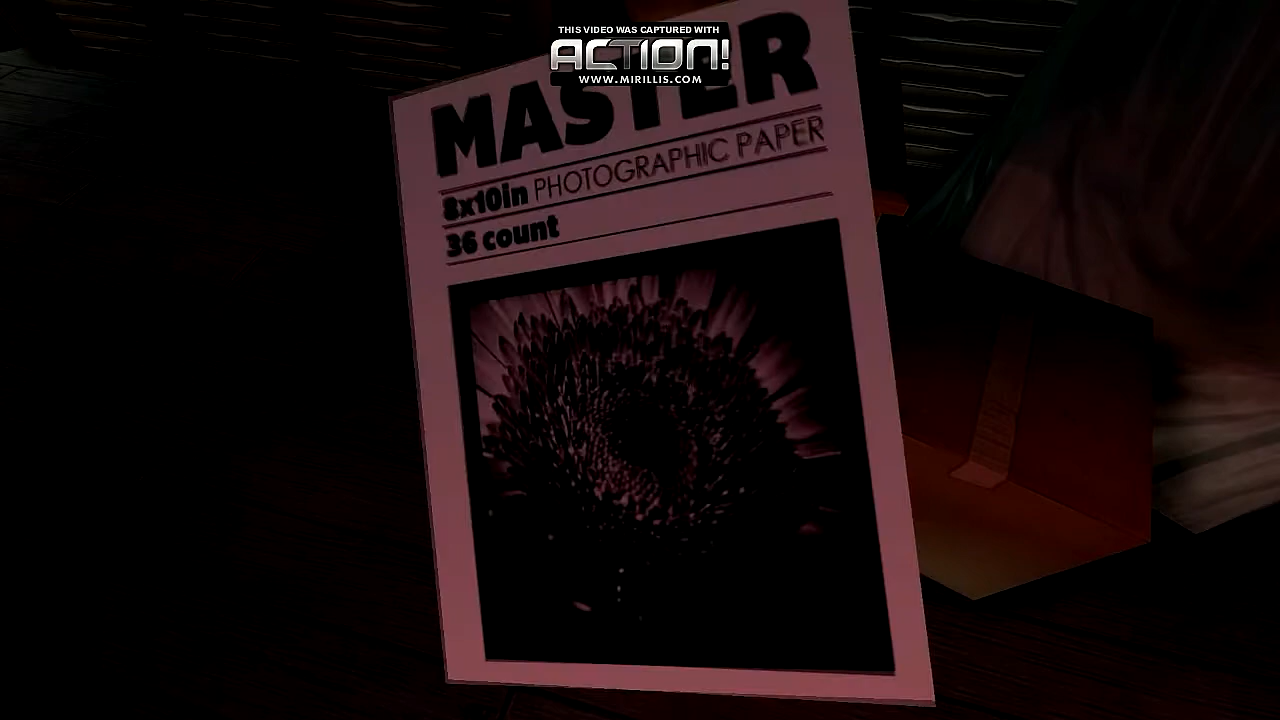 THIS VIDEO WAS CAPTURED WITH
ACTION!
WWW.MIRILLIS.COM
MASTER
8x10in PHOTOGRAPHIC PAPER
36 count